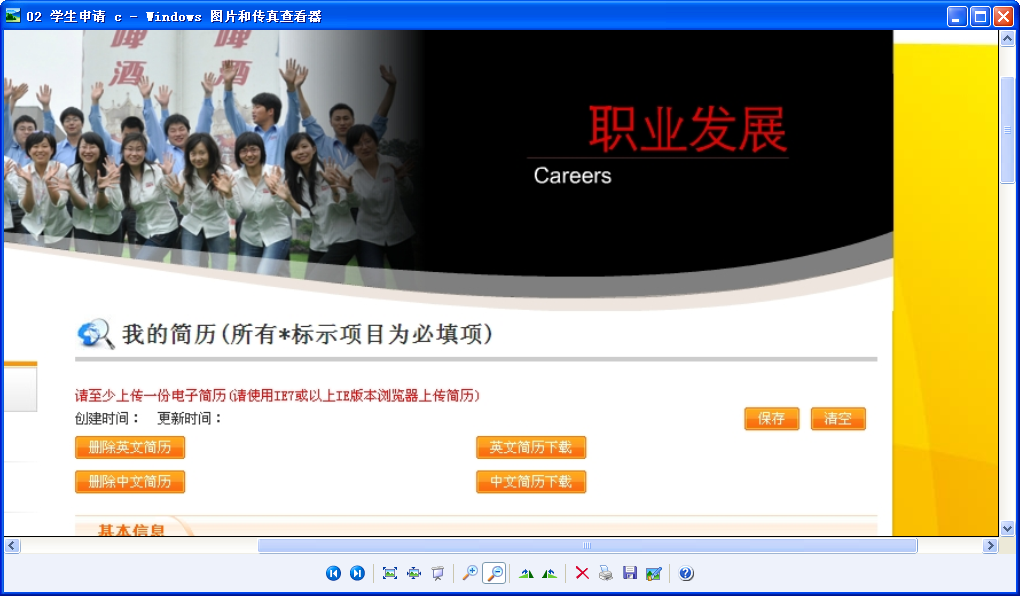 02 学生申请 c - Windows 图片和传真查看器
啤 啤
酒 酒
职业发展
Careers
我的简历(所有*标示项目为必填项)
请至少上传一份电子简历(请使用IE7或以上IE版本浏览器上传简历)
创建时间： 更新时间：
保存 清空
删除英文简历 英文简历下载
删除中文简历 中文简历下载
基本信息